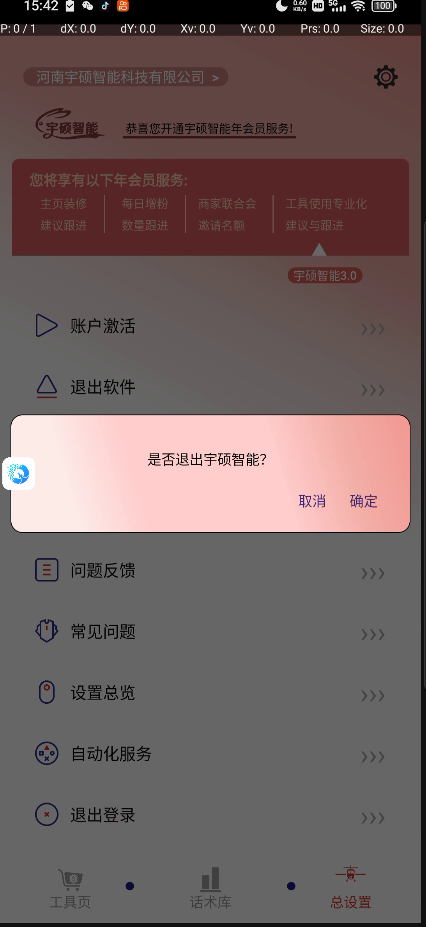 15:42 0.60 KB/s HD 5G 100
P: 0 / 1 dX: 0.0 dY: 0.0 Xv: 0.0 Yv: 0.0 Prs: 0.0 Size: 0.0
河南宇硕智能科技有限公司 >
宇硕智能
恭喜您开通宇硕智能年会员服务!
您将享有以下年会员服务:
主页装修 每日增粉 商家联合会 工具使用专业化
建议跟进 数量跟进 邀请名额 建议与跟进
宇硕智能3.0
账户激活
退出软件
是否退出宇硕智能?
取消 确定
问题反馈
常见问题
设置总览
自动化服务
退出登录
工具页 话术库 总设置